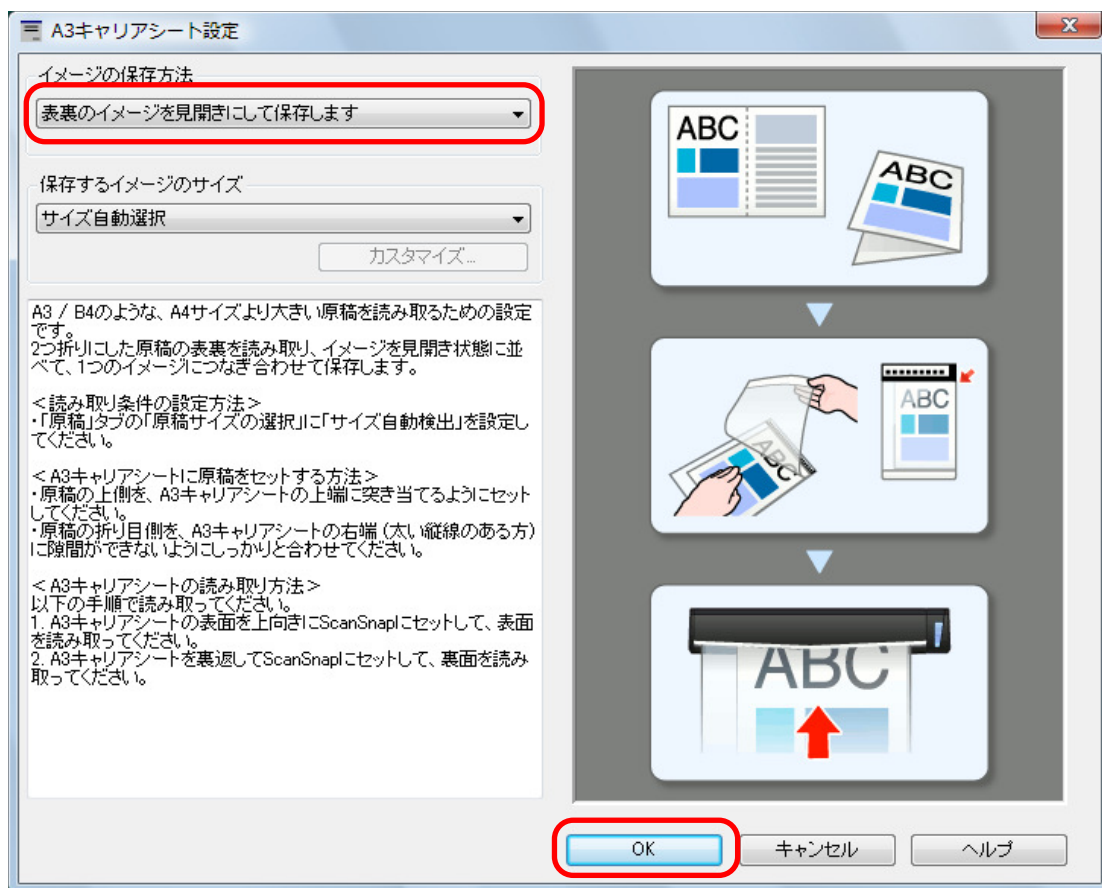 A3キャリアシート設定
イメージの保存方法
表裏のイメージを見開きにして保存します
保存するイメージのサイズ
サイズ自動選択
カスタマイズ...
A3 / B4のような、A4サイズより大きい原稿を読み取るための設定
です。
2つ折りにした原稿の表裏を読み取り、イメージを見開き状態に並
べて、1つのイメージにつなぎ合わせて保存します。
<読み取り条件の設定方法>
・「原稿」タブの「原稿サイズの選択」に「サイズ自動検出」を設定し
てください。
<A3キャリアシートに原稿をセットする方法>
・原稿の上側を、A3キャリアシートの上端に突き当てるようにセット
してください。
・原稿の折り目側を、A3キャリアシートの右端(太い縦線のある方)
に隙間ができないようにしっかりと合わせてください。
<A3キャリアシートの読み取り方法>
以下の手順で読み取ってください。
1. A3キャリアシートの表面を上向きにScanSnapにセットして、表面
を読み取ってください。
2. A3キャリアシートを裏返してScanSnapにセットして、裏面を読み
取ってください。
ABC
ABC
ABC
ABC
ABC
OK
キャンセル
ヘルプ